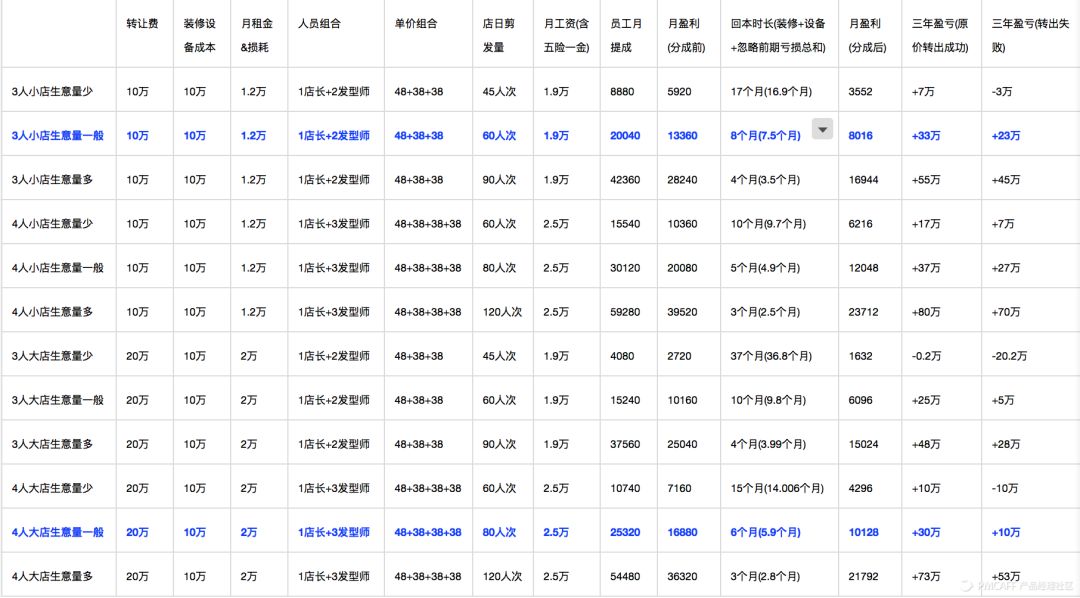 转让费 装修设备成本 月租金&损耗 人员组合 单价组合 店日剪发量 月工资(含五险一金) 员工月提成 月盈利(分成前) 回本时长(装修+设备+忽略前期亏损总和) 月盈利(分成后) 三年盈亏(原价转出成功) 三年盈亏(转出失败)
3人小店生意量少 10万 10万 1.2万 1店长+2发型师 48+38+38 45人次 1.9万 8880 5920 17个月(16.9个月) 3552 +7万 -3万
3人小店生意量一般 10万 10万 1.2万 1店长+2发型师 48+38+38 60人次 1.9万 20040 13360 8个月(7.5个月) 8016 +33万 +23万
3人小店生意量多 10万 10万 1.2万 1店长+2发型师 48+38+38 90人次 1.9万 42360 28240 4个月(3.5个月) 16944 +55万 +45万
4人小店生意量少 10万 10万 1.2万 1店长+3发型师 48+38+38+38 60人次 2.5万 15540 10360 10个月(9.7个月) 6216 +17万 +7万
4人小店生意量一般 10万 10万 1.2万 1店长+3发型师 48+38+38+38 80人次 2.5万 30120 20080 5个月(4.9个月) 12048 +37万 +27万
4人小店生意量多 10万 10万 1.2万 1店长+3发型师 48+38+38+38 120人次 2.5万 59280 39520 3个月(2.5个月) 23712 +80万 +70万
3人大店生意量少 20万 10万 2万 1店长+2发型师 48+38+38 45人次 1.9万 4080 2720 37个月(36.8个月) 1632 -0.2万 -20.2万
3人大店生意量一般 20万 10万 2万 1店长+2发型师 48+38+38 60人次 1.9万 15240 10160 10个月(9.8个月) 6096 +25万 +5万
3人大店生意量多 20万 10万 2万 1店长+2发型师 48+38+38 90人次 1.9万 37560 25040 4个月(3.99个月) 15024 +48万 +28万
4人大店生意量少 20万 10万 2万 1店长+3发型师 48+38+38+38 60人次 2.5万 10740 7160 15个月(14.006个月) 4296 +10万 -10万
4人大店生意量一般 20万 10万 2万 1店长+3发型师 48+38+38+38 80人次 2.5万 25320 16880 6个月(5.9个月) 10128 +30万 +10万
4人大店生意量多 20万 10万 2万 1店长+3发型师 48+38+38+38 120人次 2.5万 54480 36320 3个月(2.8个月) 21792 +73万 +53万
PMCAFF 产品经理社区